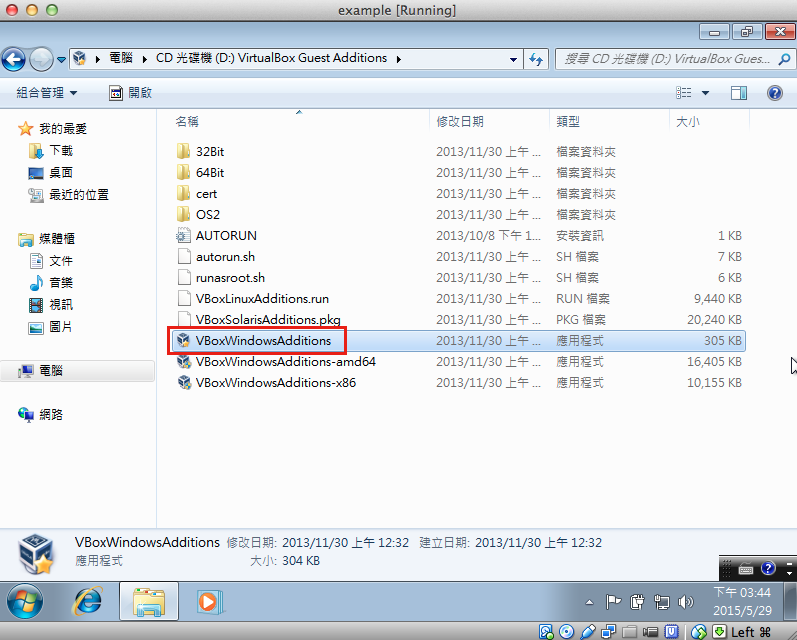 example [Running]
電腦 CD 光碟機 (D:) VirtualBox Guest Additions
搜尋 CD 光碟機 (D:) VirtualBox Gues...
組合管理 開啟
名稱 修改日期 類型 大小
我的最愛
下載
桌面
最近的位置
媒體櫃
文件
音樂
視訊
圖片
電腦
網路
32Bit 2013/11/30 上午 ... 檔案資料夾
64Bit 2013/11/30 上午 ... 檔案資料夾
cert 2013/11/30 上午 ... 檔案資料夾
OS2 2013/11/30 上午 ... 檔案資料夾
AUTORUN 2013/10/8 下午 1... 安裝資訊 1 KB
autorun.sh 2013/11/30 上午 ... SH 檔案 7 KB
runasroot.sh 2013/11/30 上午 ... SH 檔案 6 KB
VBoxLinuxAdditions.run 2013/11/30 上午 ... RUN 檔案 9,440 KB
VBoxSolarisAdditions.pkg 2013/11/30 上午 ... PKG 檔案 20,240 KB
VBoxWindowsAdditions 2013/11/30 上午 ... 應用程式 305 KB
VBoxWindowsAdditions-amd64 2013/11/30 上午 ... 應用程式 16,405 KB
VBoxWindowsAdditions-x86 2013/11/30 上午 ... 應用程式 10,155 KB
VBoxWindowsAdditions 修改日期: 2013/11/30 上午 12:32 建立日期: 2013/11/30 上午 12:32
應用程式 大小: 304 KB
下午 03:44
2015/5/29
Left ⌘